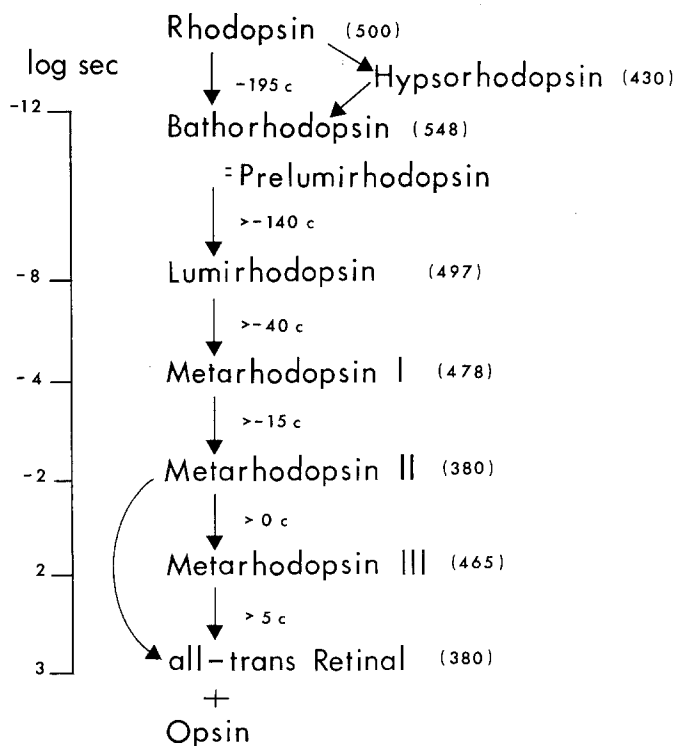 Rhodopsin (500)
log sec
-195 c
Hypsorhodopsin (430)
-12
Bathorhodopsin (548)
=Prelumirhodopsin
>-140 c
-8
Lumirhodopsin (497)
>-40 c
-4
Metarhodopsin I (478)
>-15 c
-2
Metarhodopsin II (380)
> 0 c
2
Metarhodopsin III (465)
> 5 c
3
all-trans Retinal (380)
+
Opsin